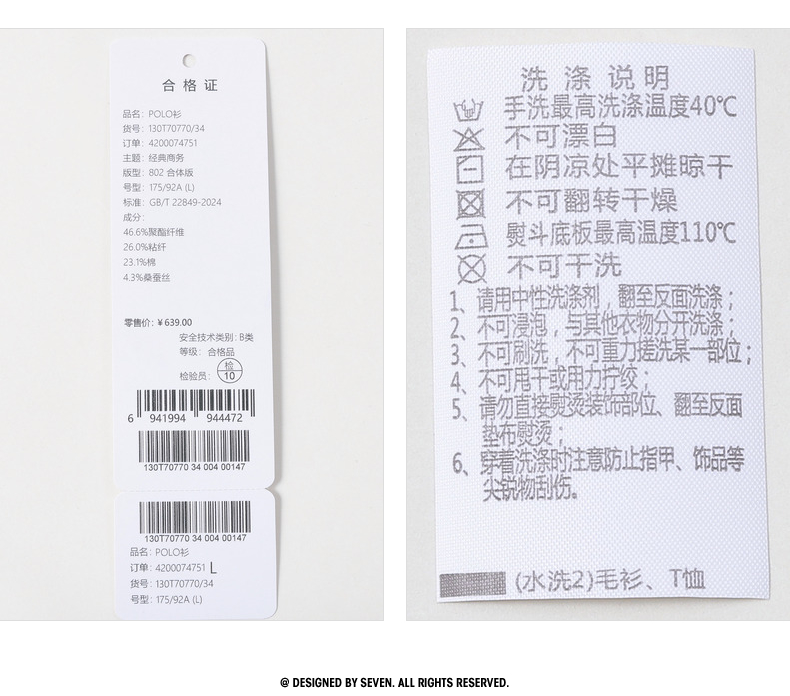 合格证
品名: POLO衫
货号: 130T70770/34
订单: 4200074751
主题: 经典商务
版型: 802 合体版
号型: 175/92A (L)
标准: GB/T 22849-2024
成分:
46.6%聚酯纤维
26.0%粘纤
23.1%棉
4.3%桑蚕丝
零售价: ¥639.00
安全技术类别: B类
等级: 合格品
检验员: 检 10
6 941994 944472
130T70770 34 004 00147
130T70770 34 004 00147
品名: POLO衫
订单: 4200074751 L
货号: 130T70770/34
号型: 175/92A (L)
洗涤说明
手洗最高洗涤温度40℃
不可漂白
在阴凉处平摊晾干
不可翻转干燥
熨斗底板最高温度110℃
不可干洗
1、请用中性洗涤剂，翻至反面洗涤；
2、不可浸泡，与其他衣物分开洗涤；
3、不可刷洗，不可重力搓洗某一部位；
4、不可甩干或用力拧绞；
5、请勿直接熨烫装饰部位、翻至反面
垫布熨烫；
6、穿着洗涤时注意防止指甲、饰品等
尖锐物刮伤。
(水洗2)毛衫、T恤
@ DESIGNED BY SEVEN. ALL RIGHTS RESERVED.